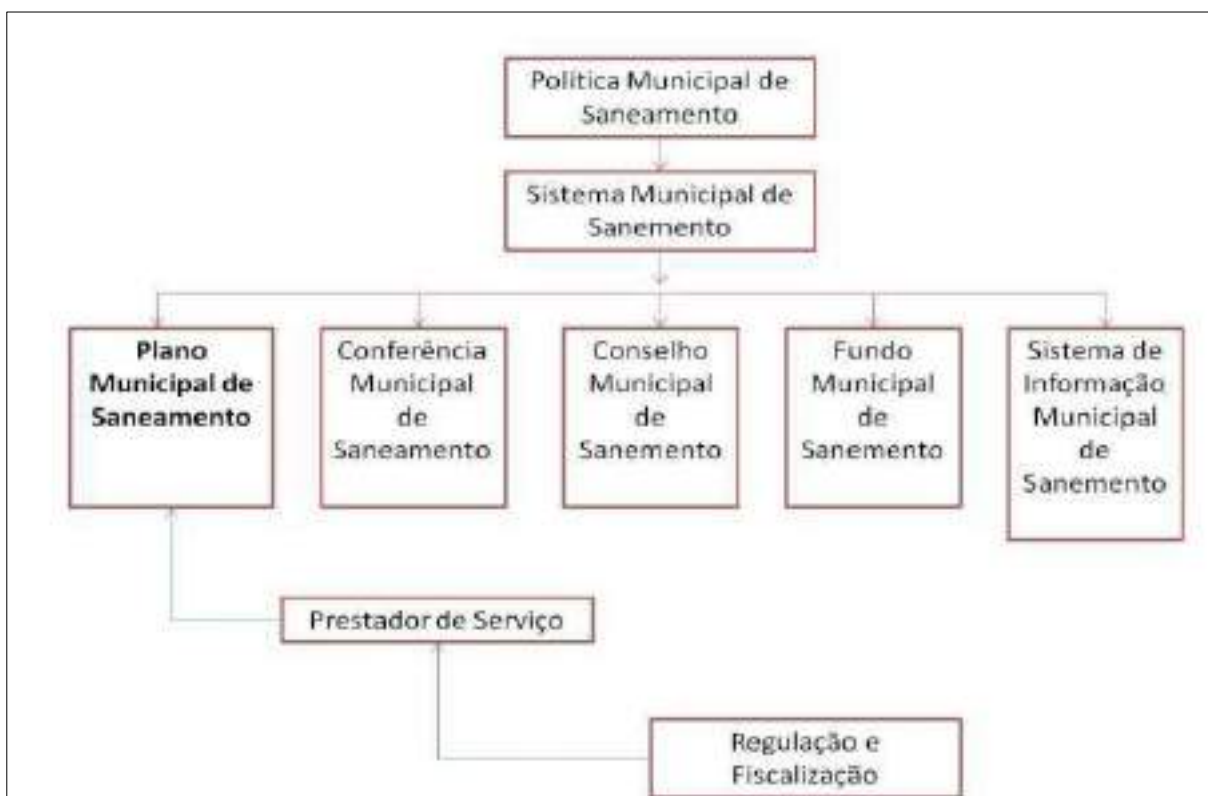 Política Municipal de
Saneamento
Sistema Municipal de
Sanemento
Plano
Municipal de
Saneamento
Conferência
Municipal
de
Saneamento
Conselho
Municipal
de
Sanemento
Fundo
Municipal
de
Sanemento
Sistema de
Informação
Municipal
de
Sanemento
Prestador de Serviço
Regulação e
Fiscalização